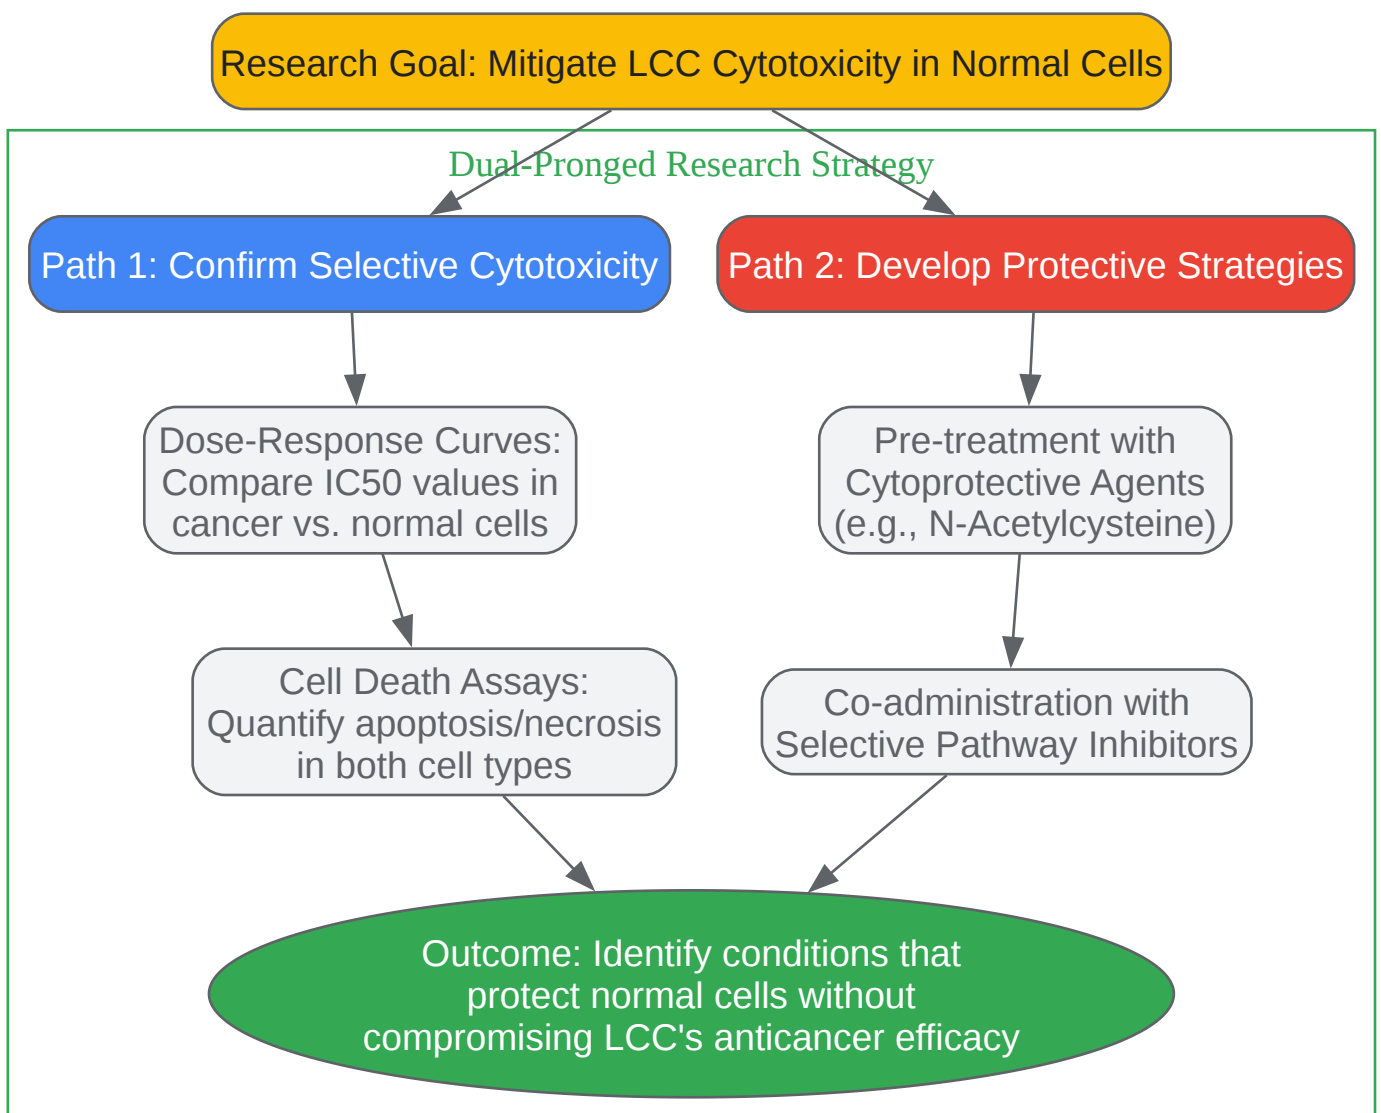 Research Goal: Mitigate LCC Cytotoxicity in Normal Cells
Dual-Pronged Research Strategy
Path 1: Confirm Selective Cytotoxicity
Path 2: Develop Protective Strategies
Dose-Response Curves:
Compare IC50 values in
cancer vs. normal cells
Pre-treatment with
Cytoprotective Agents
(e.g., N-Acetylcysteine)
Cell Death Assays:
Quantify apoptosis/necrosis
in both cell types
Co-administration with
Selective Pathway Inhibitors
Outcome: Identify conditions that
protect normal cells without
compromising LCC's anticancer efficacy